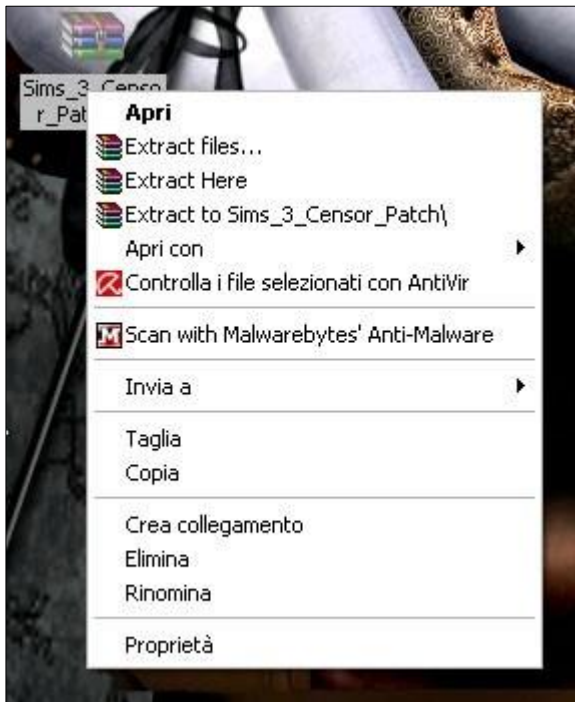 Sims_3_Censo
r_Pat
Apri
Extract files...
Extract Here
Extract to Sims_3_Censor_Patch\
Apri con
Controlla i file selezionati con AntiVir
Scan with Malwarebytes' Anti-Malware
Invia a
Taglia
Copia
Crea collegamento
Elimina
Rinomina
Proprietà